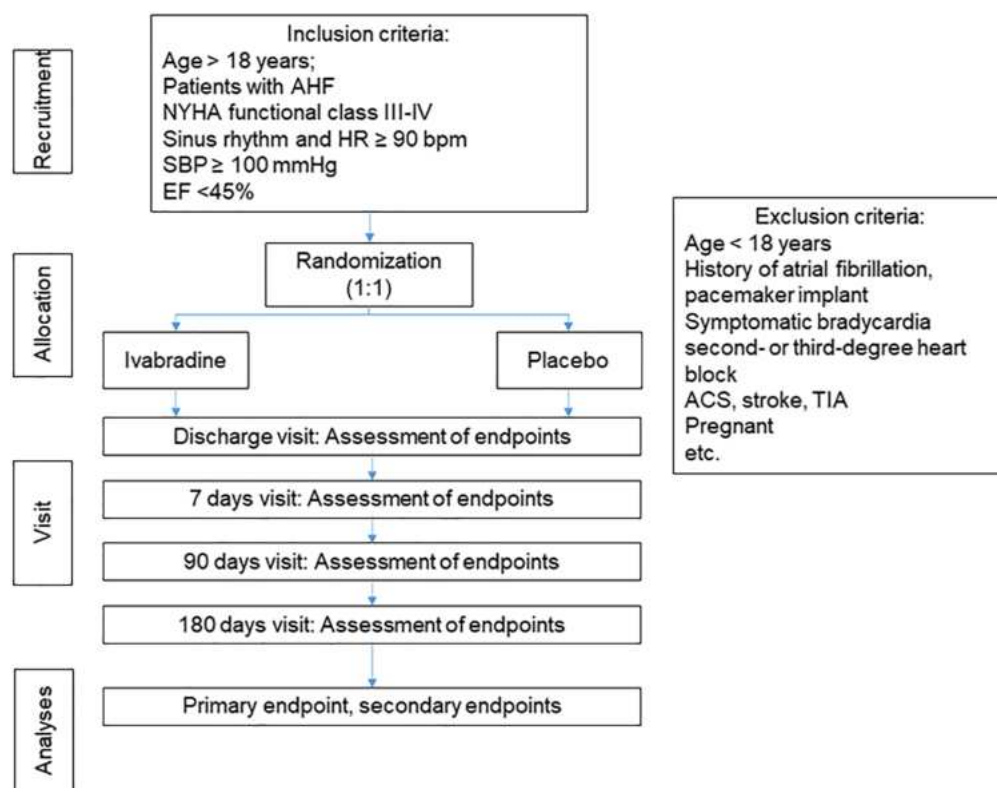 Recruitment
Inclusion criteria:
Age > 18 years;
Patients with AHF
NYHA functional class III-IV
Sinus rhythm and HR ≥ 90 bpm
SBP ≥ 100 mmHg
EF <45%
Exclusion criteria:
Age < 18 years
History of atrial fibrillation,
pacemaker implant
Symptomatic bradycardia
second- or third-degree heart
block
ACS, stroke, TIA
Pregnant
etc.
Allocation
Randomization
(1:1)
Ivabradine
Placebo
Visit
Discharge visit: Assessment of endpoints
7 days visit: Assessment of endpoints
90 days visit: Assessment of endpoints
180 days visit: Assessment of endpoints
Analyses
Primary endpoint, secondary endpoints